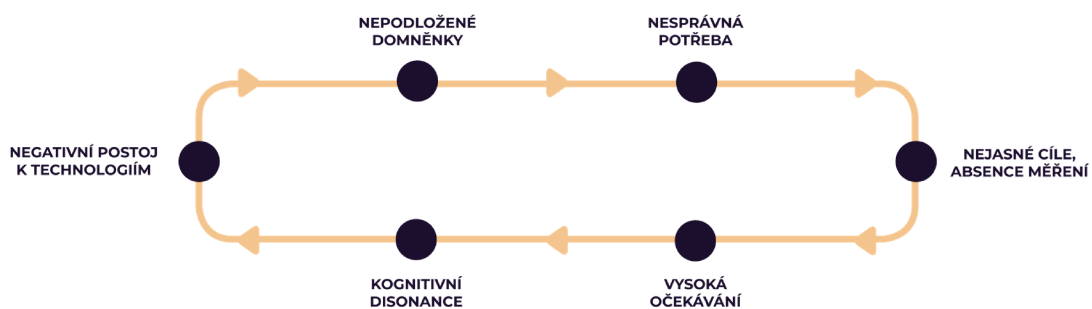 NEPODLOŽENÉ
DOMNĚNKY
NESPRÁVNÁ
POTŘEBA
NEGATIVNÍ POSTOJ
K TECHNOLOGIÍM
NEJASNÉ CÍLE,
ABSENCE MĚŘENÍ
KOGNITIVNÍ
DISONANCE
VYSOKÁ
OČEKÁVÁNÍ